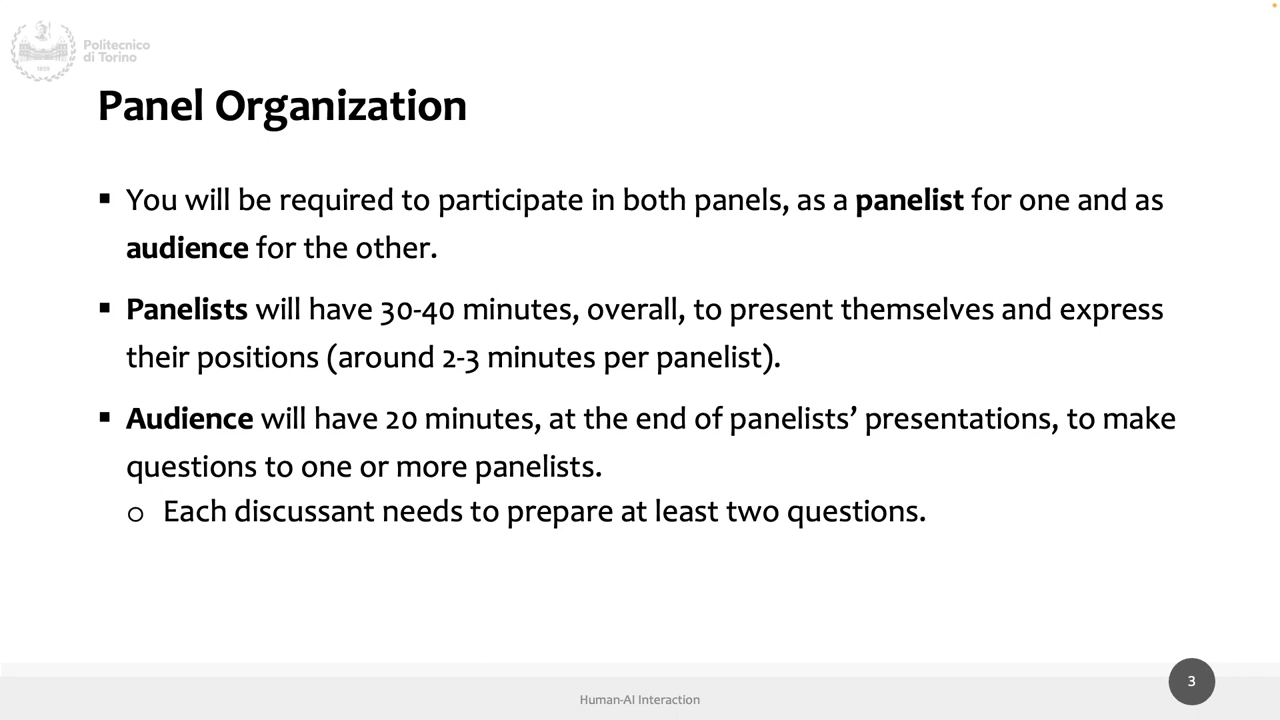 Politecnico
di Torino
1859
Panel Organization
▪ You will be required to participate in both panels, as a panelist for one and as
audience for the other.
▪ Panelists will have 30-40 minutes, overall, to present themselves and express
their positions (around 2-3 minutes per panelist).
▪ Audience will have 20 minutes, at the end of panelists’ presentations, to make
questions to one or more panelists.
o Each discussant needs to prepare at least two questions.
3
Human-AI Interaction